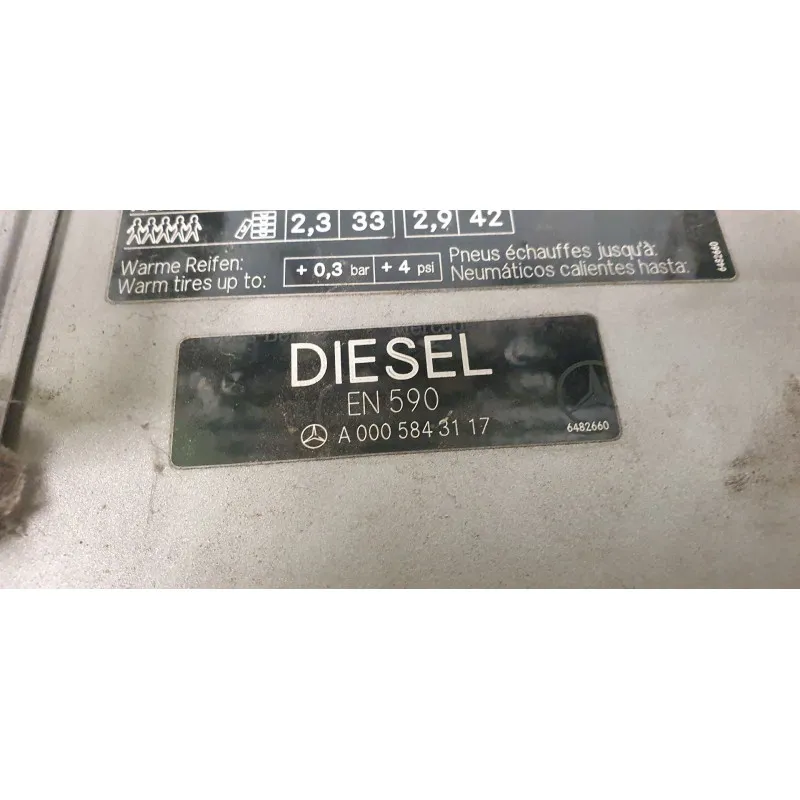 2,3 33 2,9 42
Warme Reifen:
Warm tires up to:
+ 0,3 bar + 4 psi
Pneus échauffes jusqu'à:
Neumáticos calientes hasta:
6482660
DIESEL
EN 590
A 000 584 31 17
6482660